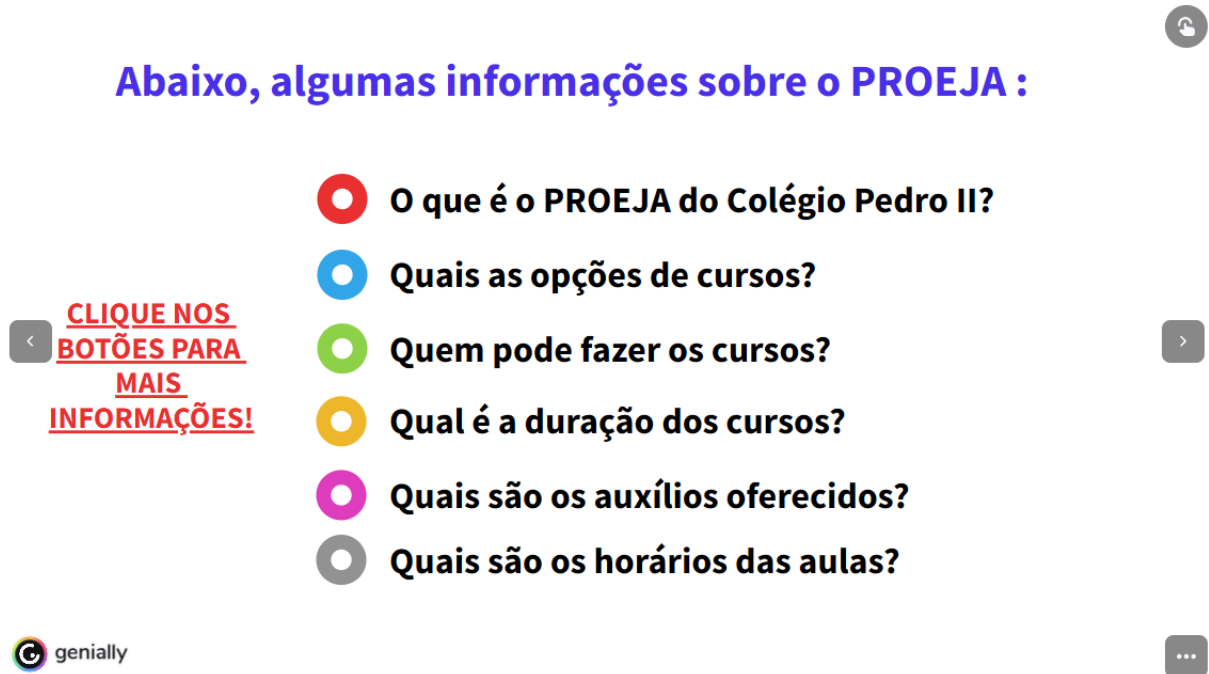 Abaixo, algumas informações sobre o PROEJA :
O que é o PROEJA do Colégio Pedro II?
Quais as opções de cursos?
CLIQUE NOS
BOTÕES PARA
MAIS
INFORMAÇÕES!
Quem pode fazer os cursos?
Qual é a duração dos cursos?
Quais são os auxílios oferecidos?
Quais são os horários das aulas?
genially